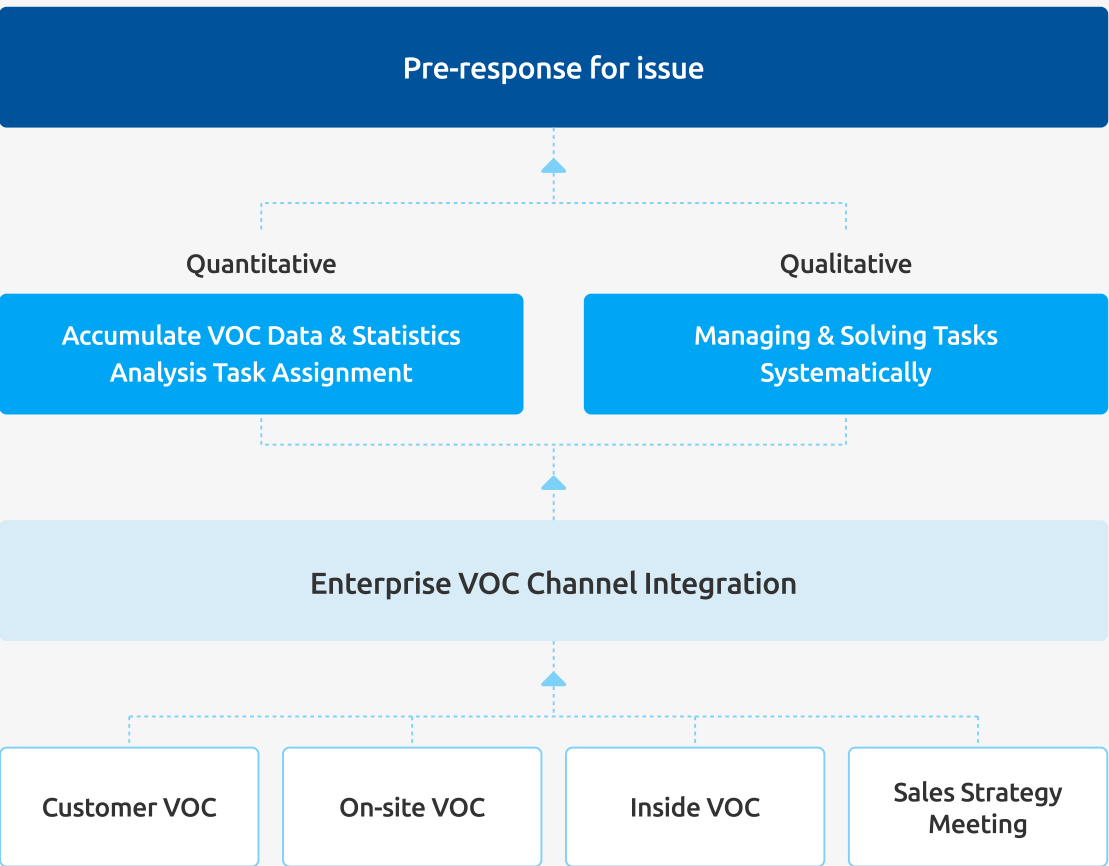 Pre-response for issue
Quantitative
Qualitative
Accumulate VOC Data & Statistics
Analysis Task Assignment
Managing & Solving Tasks
Systematically
Enterprise VOC Channel Integration
Customer VOC
On-site VOC
Inside VOC
Sales Strategy
Meeting